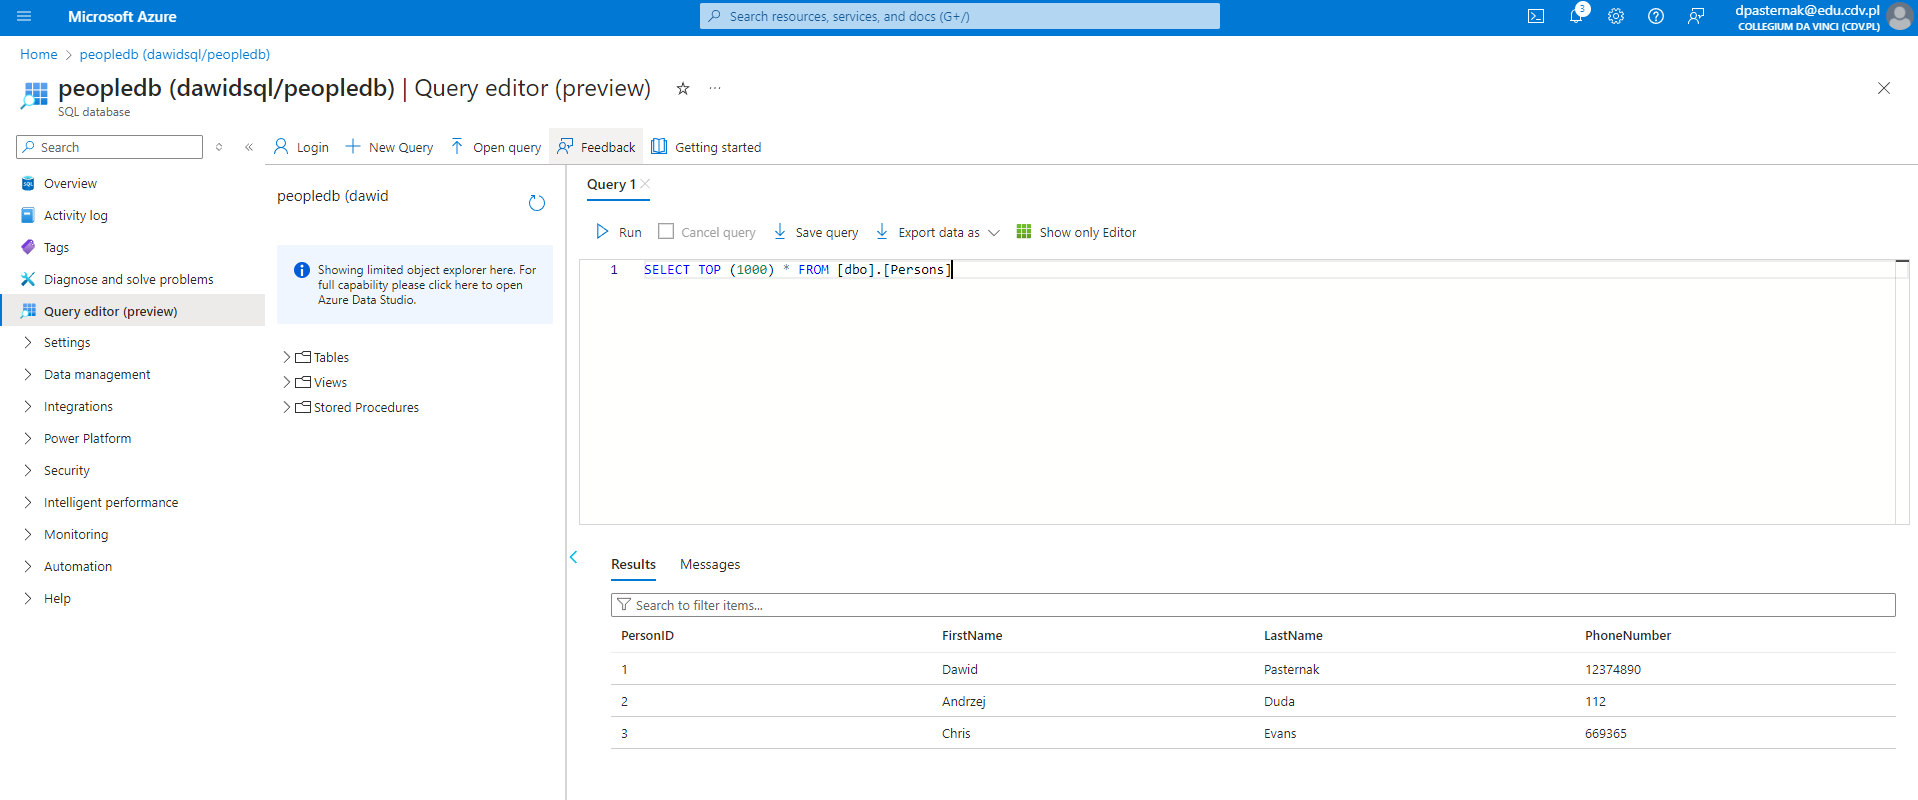 Microsoft Azure
Search resources, services, and docs (G+/)
3
dpasternak@edu.cdv.pl
COLLEGIUM DA VINCI (CDV.PL)
Home > peopledb (dawidsql/peopledb)
peopledb (dawidsql/peopledb) | Query editor (preview)
SQL database
Search
Login
New Query
Open query
Feedback
Getting started
Overview
Activity log
Tags
Diagnose and solve problems
Query editor (preview)
Settings
Data management
Integrations
Power Platform
Security
Intelligent performance
Monitoring
Automation
Help
peopledb (dawid
Showing limited object explorer here. For
full capability please click here to open
Azure Data Studio.
Tables
Views
Stored Procedures
Query 1
Run
Cancel query
Save query
Export data as
Show only Editor
1 SELECT TOP (1000) * FROM [dbo].[Persons]
Results
Messages
Search to filter items...
PersonID FirstName LastName PhoneNumber
1 Dawid Pasternak 12374890
2 Andrzej Duda 112
3 Chris Evans 669365